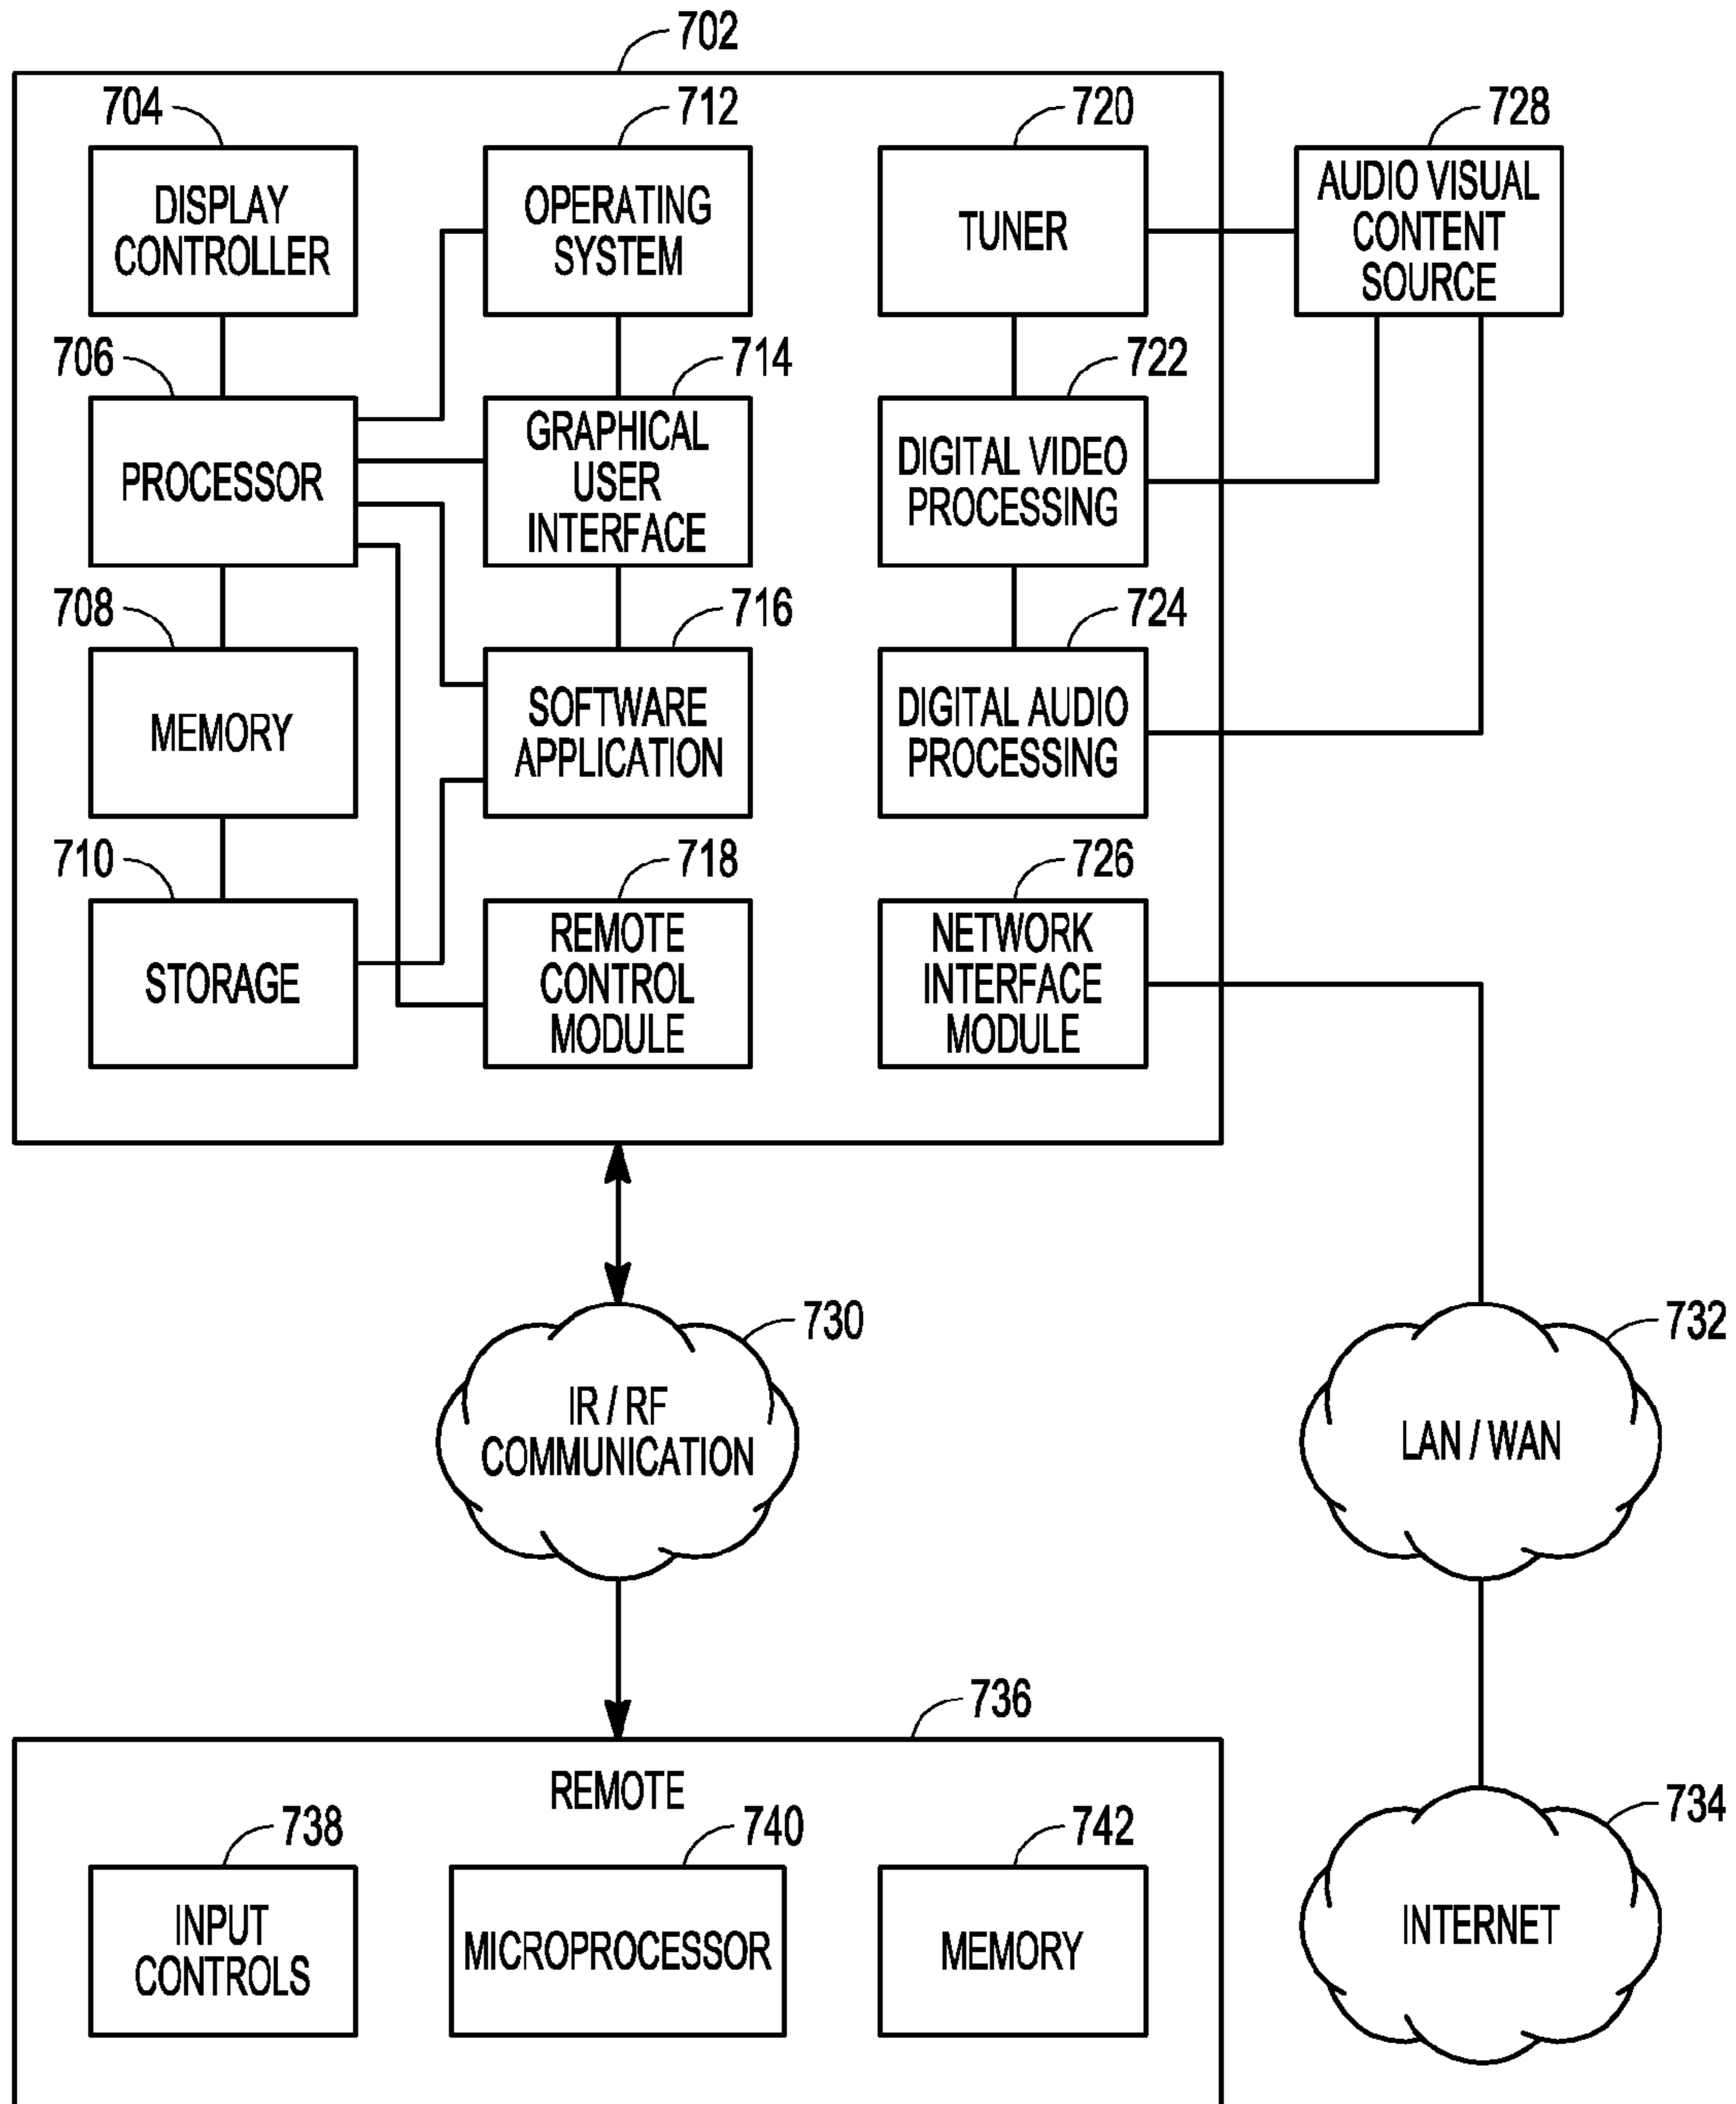 702
704
712
720
728
DISPLAY
CONTROLLER
OPERATING
SYSTEM
TUNER
AUDIO VISUAL
CONTENT
SOURCE
706
714
722
PROCESSOR
GRAPHICAL
USER
INTERFACE
DIGITAL VIDEO
PROCESSING
708
716
724
MEMORY
SOFTWARE
APPLICATION
DIGITAL AUDIO
PROCESSING
710
718
726
STORAGE
REMOTE
CONTROL
MODULE
NETWORK
INTERFACE
MODULE
730
732
IR / RF
COMMUNICATION
LAN / WAN
736
REMOTE
734
738
740
742
INPUT
CONTROLS
MICROPROCESSOR
MEMORY
INTERNET